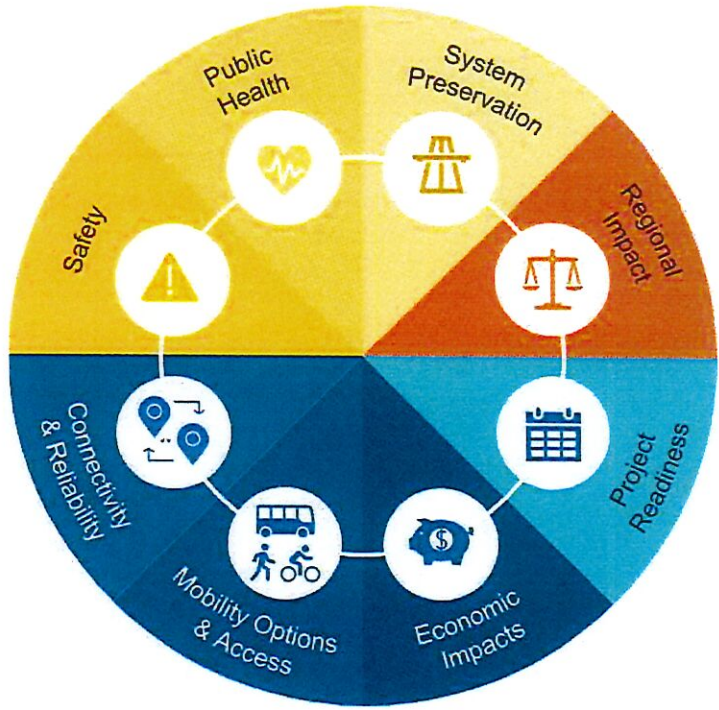 Public
Health
System
Preservation
Regional
Impact
Project
Readiness
Economic
Impacts
Mobility Options
& Access
Connectivity
& Reliability
Safety
$